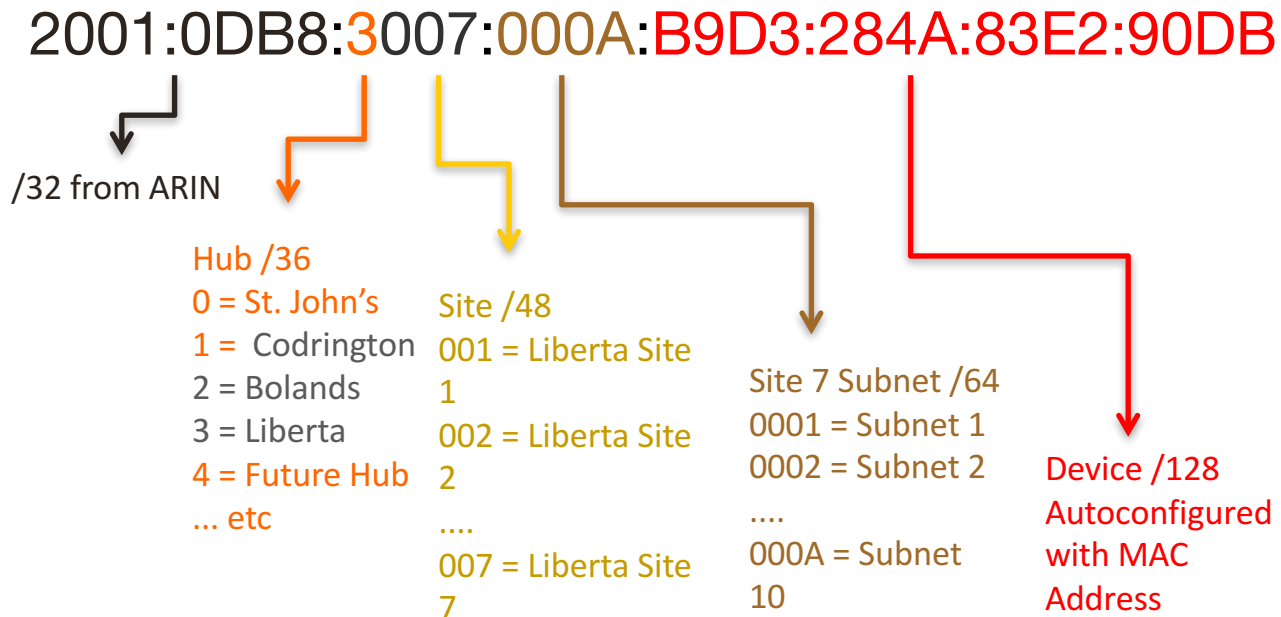 2001:0DB8:3007:000A:B9D3:284A:83E2:90DB
/32 from ARIN
Hub /36
0 = St. John’s
1 =  Codrington
2 = Bolands
3 = Liberta
4 = Future Hub
... etc
Site /48
001 = Liberta Site
1
002 = Liberta Site
2
....
007 = Liberta Site
7
Site 7 Subnet /64
0001 = Subnet 1
0002 = Subnet 2
....
000A = Subnet
10
Device /128
Autoconfigured
with MAC
Address